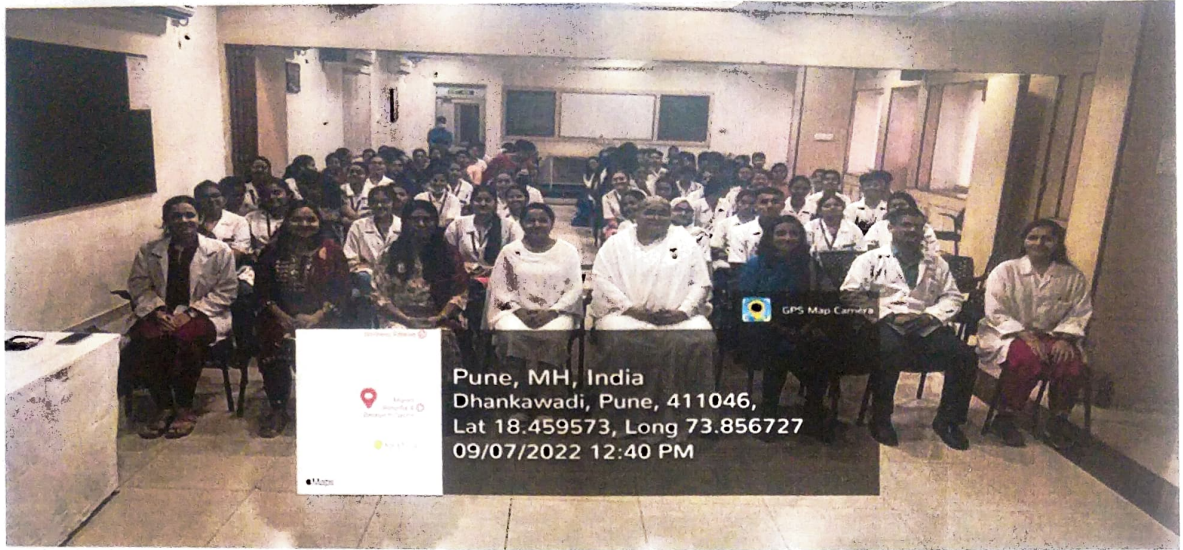 GPS Map Camera
Pune, MH, India
Dhankawadi, Pune, 411046,
Lat 18.459573, Long 73.856727
09/07/2022 12:40 PM
Maps